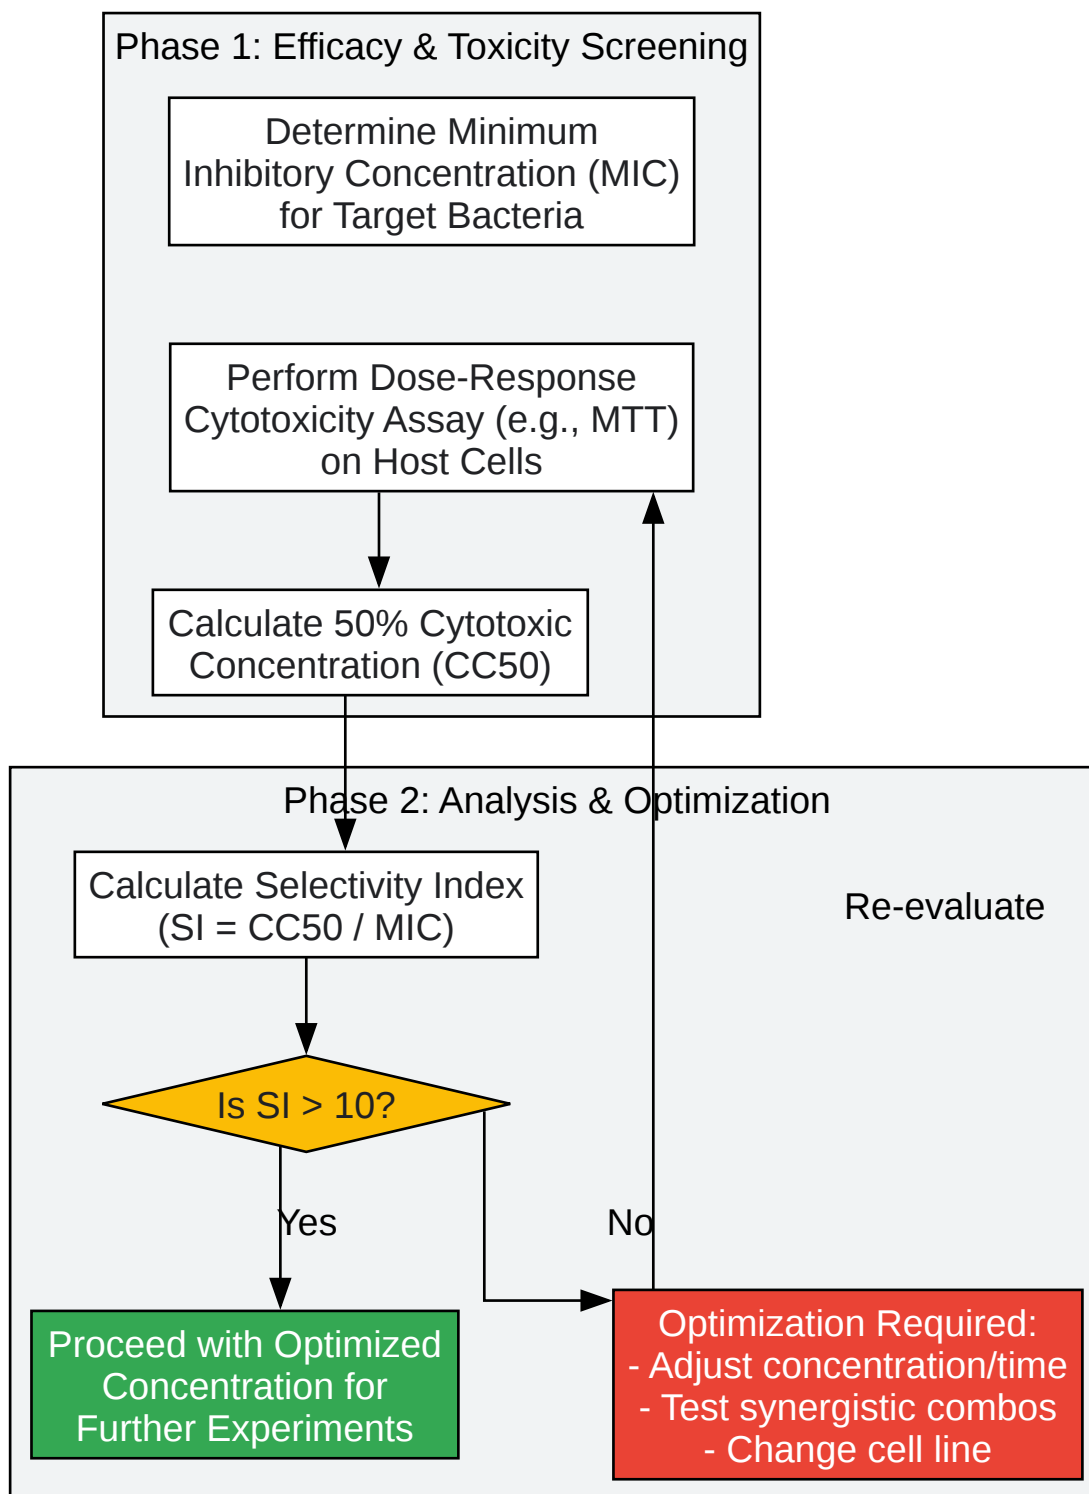 Phase 1: Efficacy & Toxicity Screening
Determine Minimum
Inhibitory Concentration (MIC)
for Target Bacteria
Perform Dose-Response
Cytotoxicity Assay (e.g., MTT)
on Host Cells
Calculate 50% Cytotoxic
Concentration (CC50)
Phase 2: Analysis & Optimization
Calculate Selectivity Index
(SI = CC50 / MIC)
Re-evaluate
Is SI > 10?
Yes
No
Proceed with Optimized
Concentration for
Further Experiments
Optimization Required:
- Adjust concentration/time
- Test synergistic combos
- Change cell line